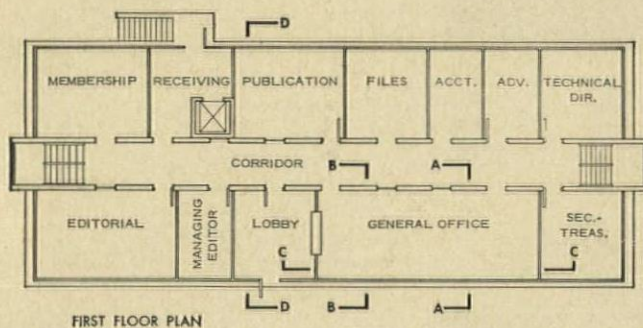 D
MEMBERSHIP
RECEIVING
PUBLICATION
FILES
ACCT.
ADV.
TECHNICAL
DIR.
CORRIDOR
B
A
EDITORIAL
MANAGING
EDITOR
LOBBY
GENERAL OFFICE
SEC.-
TREAS.
C
C
D
B
A
FIRST FLOOR PLAN